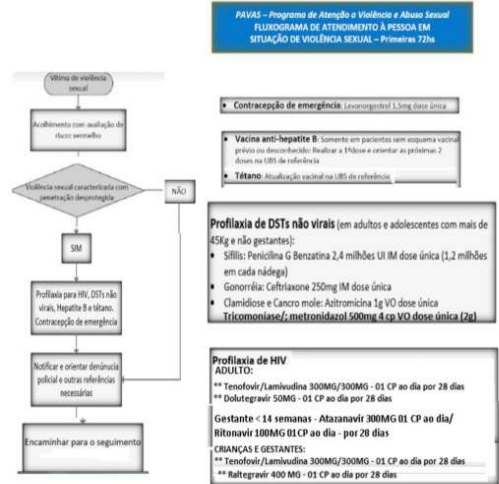 PAVAS – Programa de Atenção a Violência e Abuso Sexual
FLUXOGRAMA DE ATENDIMENTO À PESSOA EM
SITUAÇÃO DE VIOLÊNCIA SEXUAL – Primeiras 72hs
Vítima de violência
sexual
Acolhimento com avaliação de
risco: vermelho
Violência sexual caracterizada com
penetração desprotegida
NÃO
SIM
Profilaxia para HIV, DSTs não
virais, Hepatite B e tétano.
Contracepção de emergência
Notificar e orientar denúncia
policial e outras referências
necessárias
Encaminhar para o seguimento
• Contracepção de emergência: Levonorgestrel 1,5mg dose única
• Vacina anti-hepatite B: Somente em pacientes sem esquema vacinal
prévio ou desconhecido: Realizar a 1ªdose e orientar as próximas 2
doses na UBS de referência
• Tétano: Atualização vacinal na UBS de referência
Profilaxia de DSTs não virais (em adultos e adolescentes com mais de
45Kg e não gestantes):
• Sífilis: Penicilina G Benzatina 2,4 milhões UI IM dose única (1,2 milhões
em cada nádega)
• Gonorréia: Ceftriaxone 250mg IM dose única
• Clamidiose e Cancro mole: Azitromicina 1g VO dose única
Tricomoníase/; metronidazol 500mg 4 cp VO dose única (2g)
Profilaxia de HIV
ADULTO:
** Tenofovir/Lamivudina 300MG/300MG - 01 CP ao dia por 28 dias
** Dolutegravir 50MG - 01 CP ao dia por 28 dias
Gestante < 14 semanas - Atazanavir 300MG 01 CP ao dia/
Ritonavir 100MG 01 CP ao dia - por 28 dias
CRIANÇAS E GESTANTES:
** Tenofovir/Lamivudina 300MG/300MG - 01 CP ao dia por 28 dias
** Raltegravir 400 MG - 01 CP ao dia por 28 dias